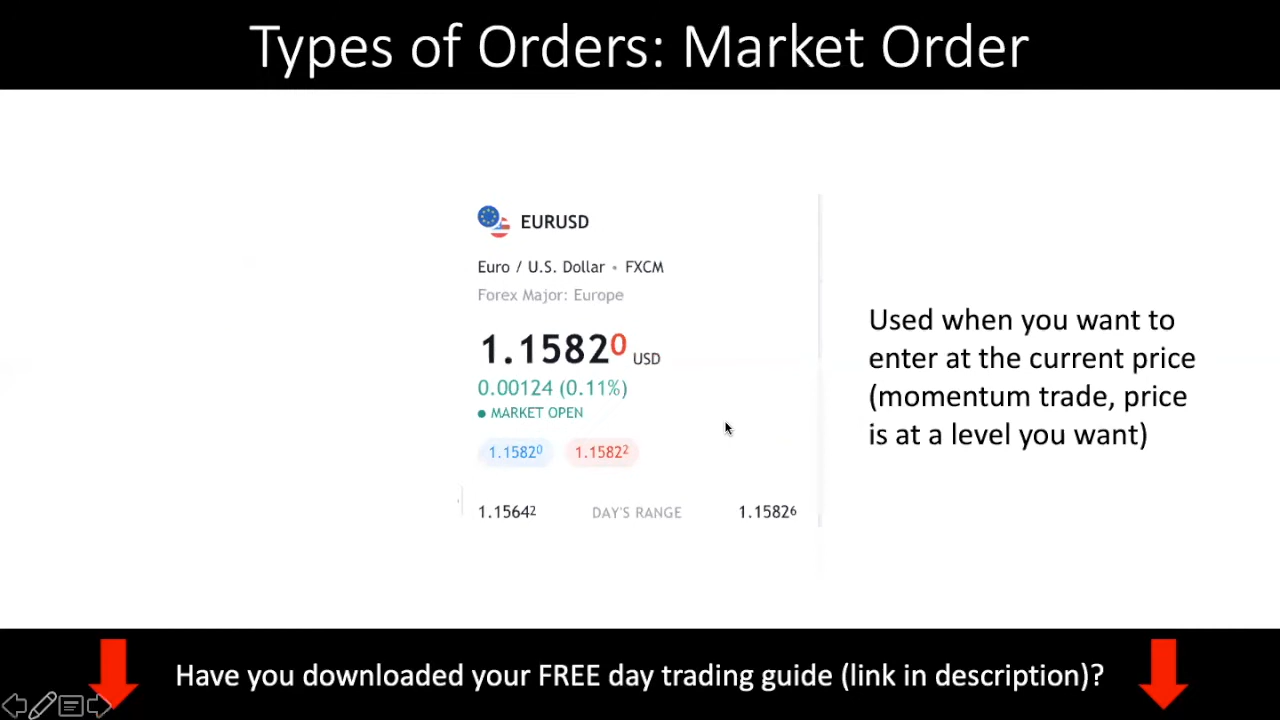 Types of Orders: Market Order
EURUSD
Euro / U.S. Dollar • FXCM
Forex Major: Europe
1.15820 USD
0.00124 (0.11%)
● MARKET OPEN
1.15820 1.15822
1.15642 DAY'S RANGE 1.15826
Used when you want to
enter at the current price
(momentum trade, price
is at a level you want)
Have you downloaded your FREE day trading guide (link in description)?